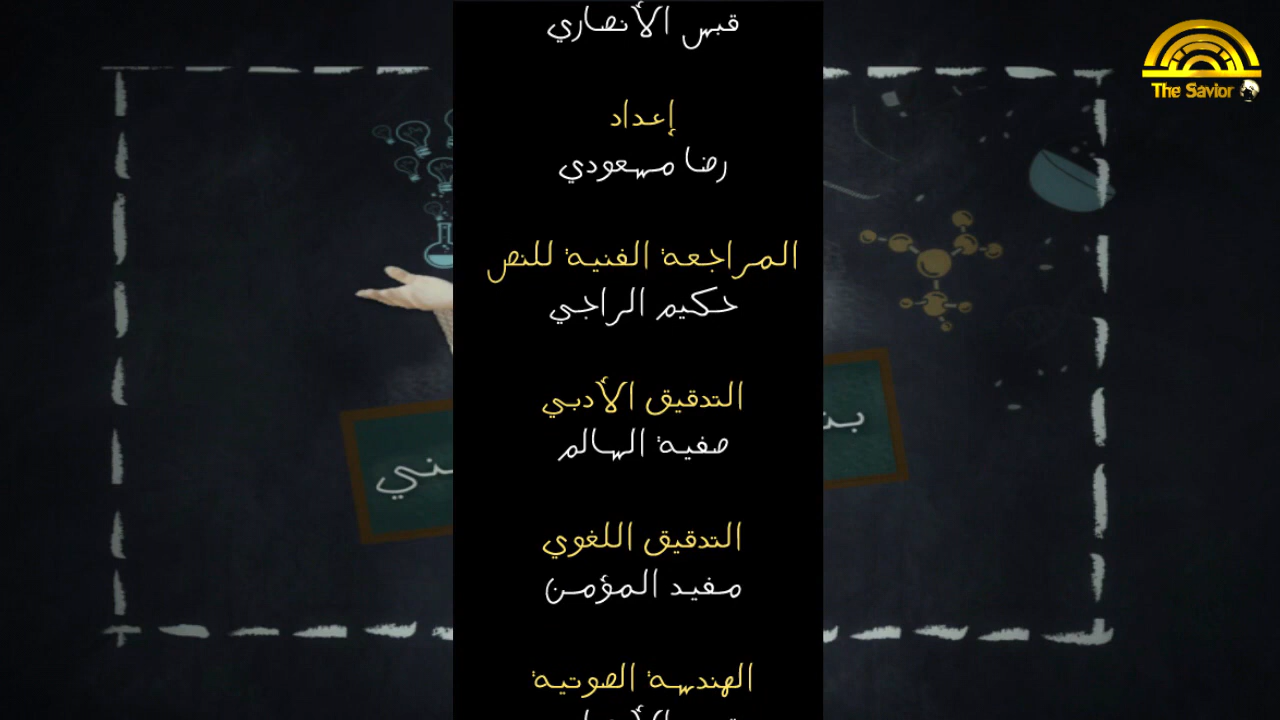 قبس الأنصاري
The Savior
إعداد
رضا مسعودي
المراجعة الفنية للنص
حكيم الراجي
التدقيق الأدبي
صفية السالم
التدقيق اللغوي
مفيد المؤمن
الهندسة الصوتية